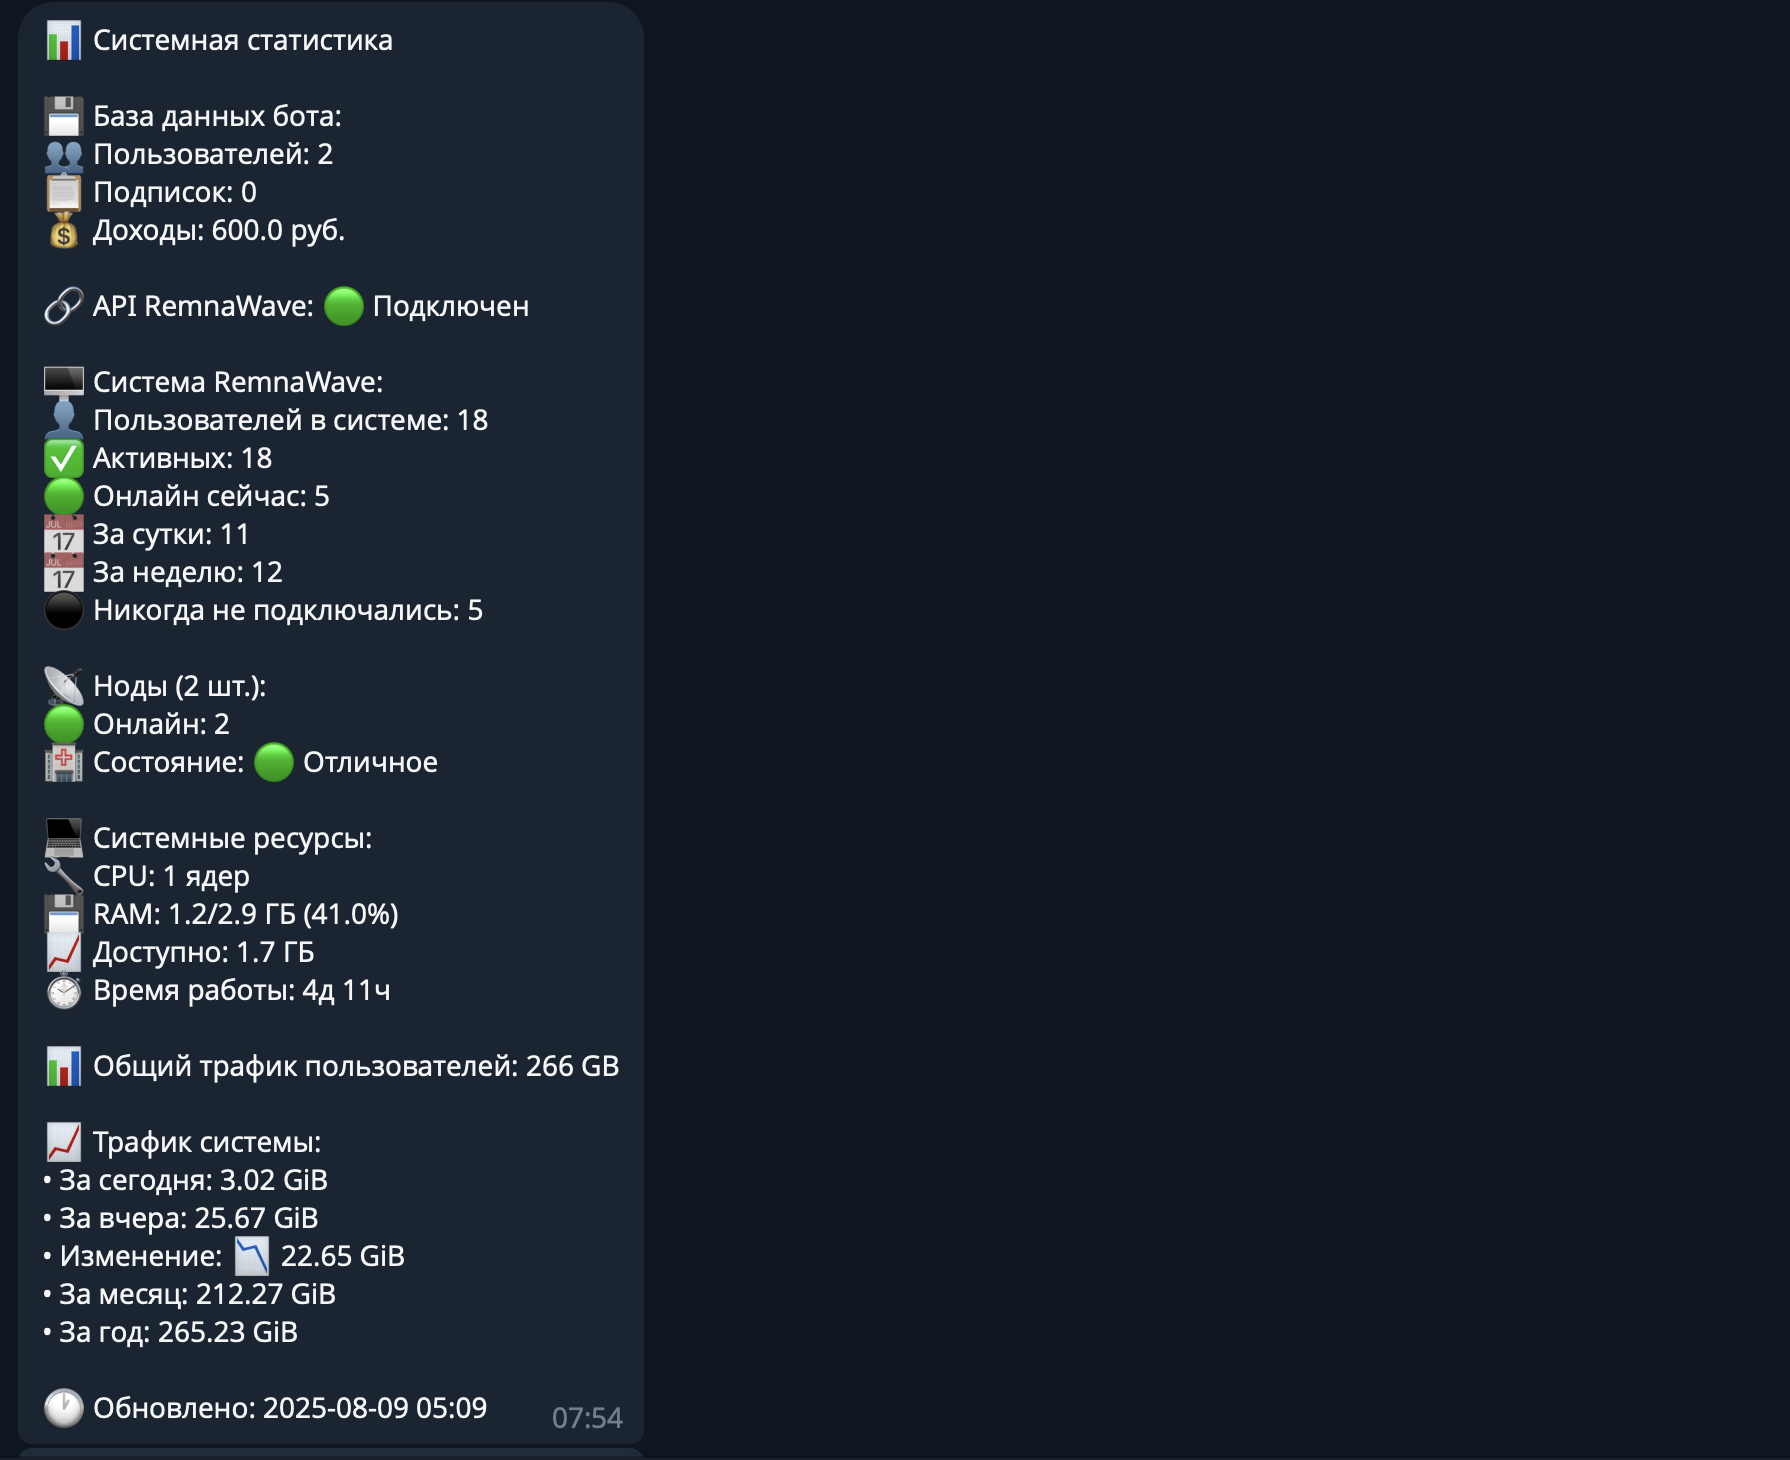 📊 Системная статистика
💾 База данных бота:
👥 Пользователей: 2
📋 Подписок: 0
💰 Доходы: 600.0 руб.
🔗 API RemnaWave: 🟢 Подключен
🖥 Система RemnaWave:
👤 Пользователей в системе: 18
✅ Активных: 18
🟢 Онлайн сейчас: 5
📅 За сутки: 11
📅 За неделю: 12
⚫ Никогда не подключались: 5
📡 Ноды (2 шт.):
🟢 Онлайн: 2
🏥 Состояние: 🟢 Отличное
💻 Системные ресурсы:
🔧 CPU: 1 ядер
💾 RAM: 1.2/2.9 ГБ (41.0%)
📈 Доступно: 1.7 ГБ
⏱ Время работы: 4д 11ч
📊 Общий трафик пользователей: 266 GB
📈 Трафик системы:
• За сегодня: 3.02 GiB
• За вчера: 25.67 GiB
• Изменение: 📉 22.65 GiB
• За месяц: 212.27 GiB
• За год: 265.23 GiB
🕐 Обновлено: 2025-08-09 05:09
07:54